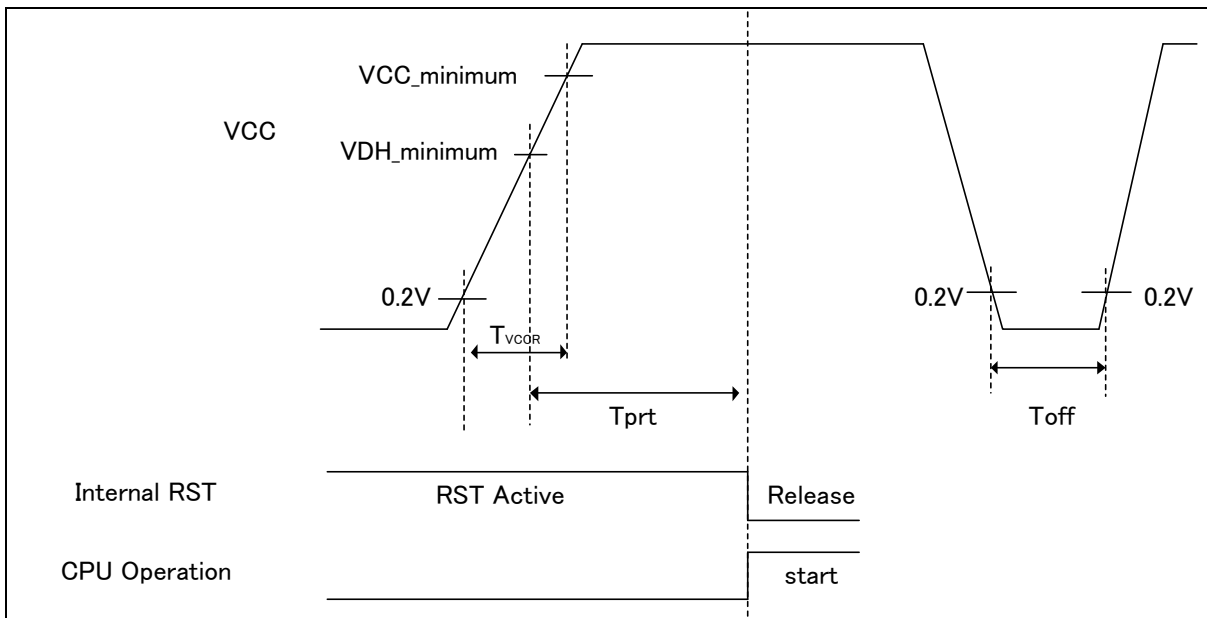 VCC_minimum
VCC
VDH_minimum
0.2V
0.2V
0.2V
TVCOR
Tprt
Toff
Internal RST
RST Active
Release
CPU Operation
start